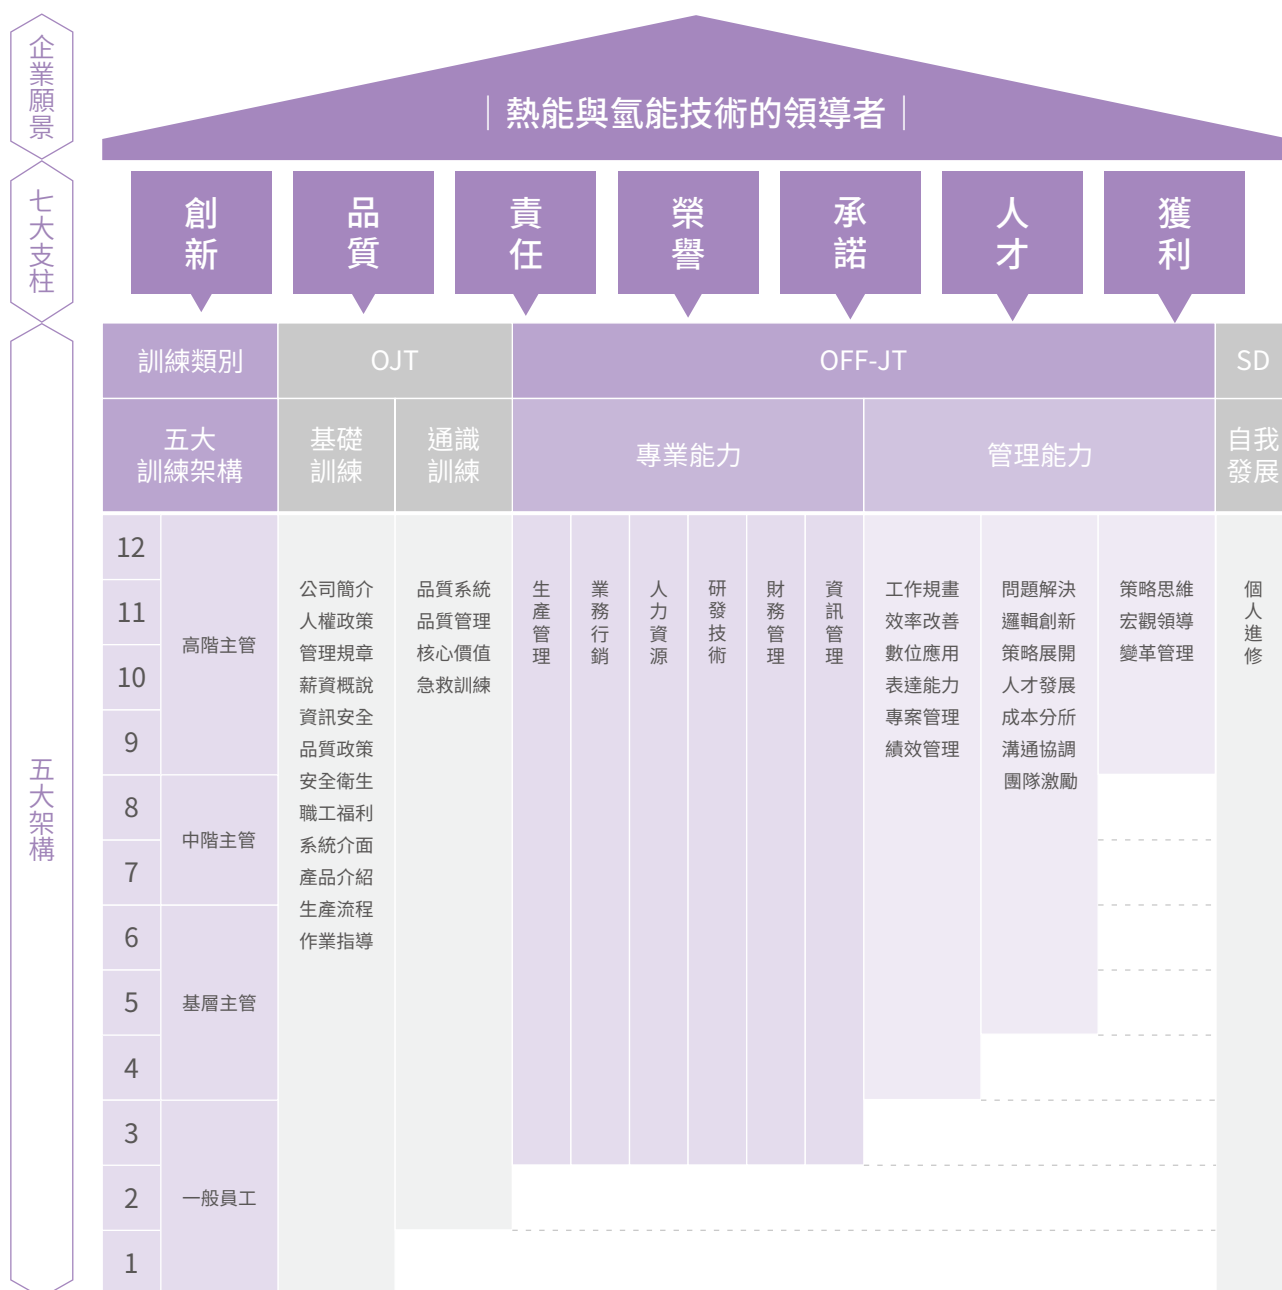 企業願景
熱能與氫能技術的領導者
七大支柱
創新
品質
責任
榮譽
承諾
人才
獲利
五大架構
訓練類別
OJT
OFF-JT
SD
五大
訓練架構
基礎
訓練
通識
訓練
專業能力
管理能力
自我
發展
12
11
10
9
8
7
6
5
4
3
2
1
高階主管
中階主管
基層主管
一般員工
公司簡介
人權政策
管理規章
薪資概說
資訊安全
品質政策
安全衛生
職工福利
系統介面
產品介紹
生產流程
作業指導
品質系統
品質管理
核心價值
急救訓練
生產管理
業務行銷
人力資源
研發技術
財務管理
資訊管理
工作規畫
效率改善
數位應用
表達能力
專案管理
績效管理
問題解決
邏輯創新
策略展開
人才發展
成本分所
溝通協調
團隊激勵
策略思維
宏觀領導
變革管理
個人進修